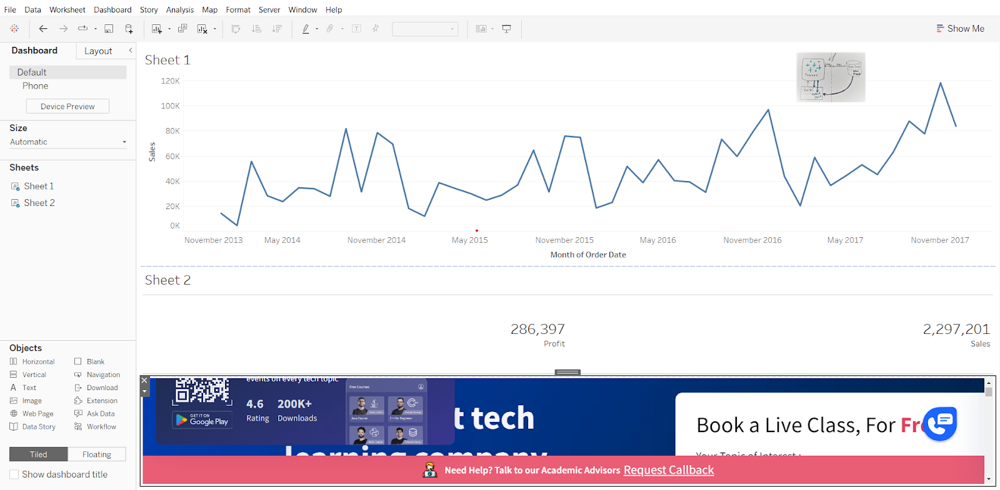 File Data Worksheet Dashboard Story Analysis Map Format Server Window Help
Show Me
Dashboard Layout
Default
Phone
Device Preview
Size
Automatic
Sheets
Sheet 1
Sheet 2
Objects
Horizontal Blank
Vertical Navigation
Text Download
Image Extension
Web Page Ask Data
Data Story Workflow
Tiled Floating
Show dashboard title
Sheet 1
120K
100K
80K
60K
40K
20K
0K
Sales
November 2013 May 2014 November 2014 May 2015 November 2015 May 2016 November 2016 May 2017 November 2017
Month of Order Date
Tableau
Sheet 2
286,397 2,297,201
Profit Sales
events on every tech topic
4.6 200K+
Rating Downloads
GET IT ON
Google Play
Free Courses
Java Course
t tech
learning company
Book a Live Class, For
Your Topic of Interest
Need Help? Talk to our Academic Advisors Request Callback